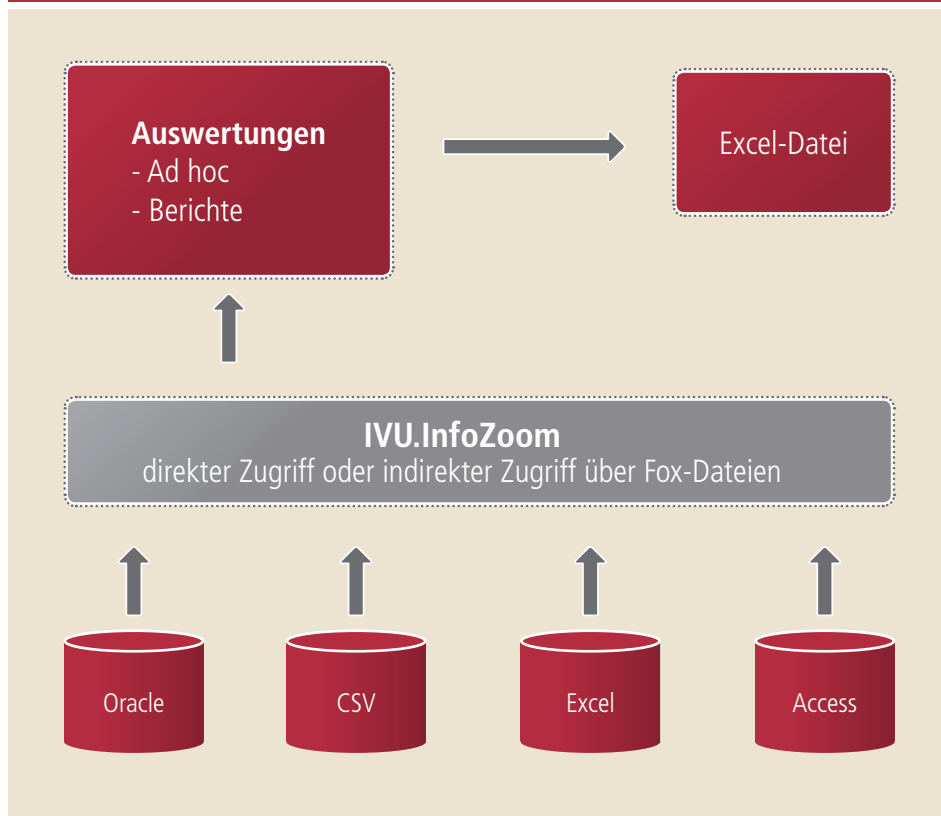 Auswertungen
- Ad hoc
- Berichte
Excel-Datei
IVU.InfoZoom
direkter Zugriff oder indirekter Zugriff über Fox-Dateien
Oracle
CSV
Excel
Access